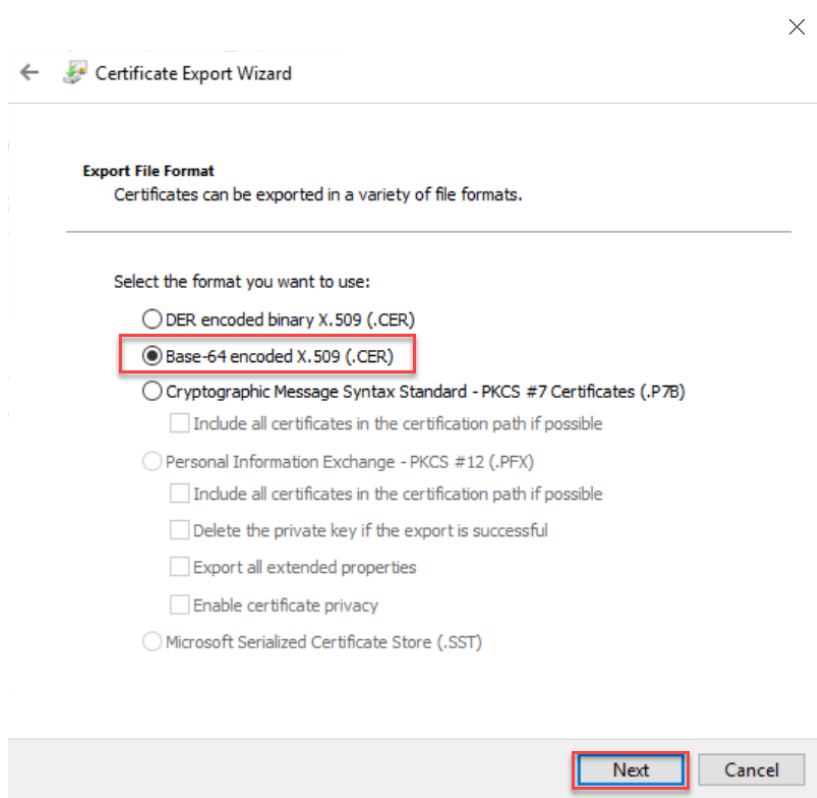 Certificate Export Wizard
Export File Format
Certificates can be exported in a variety of file formats.
Select the format you want to use:
DER encoded binary X.509 (.CER)
Base-64 encoded X.509 (.CER)
Cryptographic Message Syntax Standard - PKCS #7 Certificates (.P7B)
Include all certificates in the certification path if possible
Personal Information Exchange - PKCS #12 (.PFX)
Include all certificates in the certification path if possible
Delete the private key if the export is successful
Export all extended properties
Enable certificate privacy
Microsoft Serialized Certificate Store (.SST)
Next Cancel